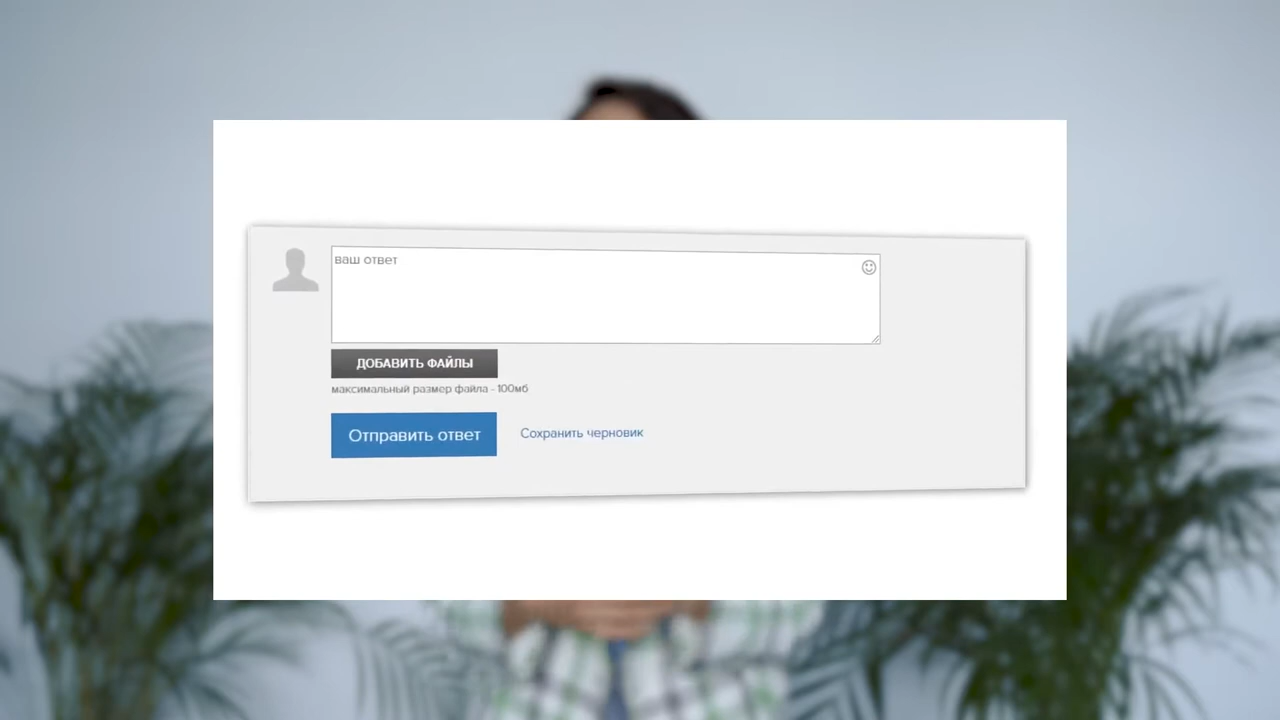 ваш ответ
ДОБАВИТЬ ФАЙЛЫ
максимальный размер файла - 100мб
Отправить ответ Сохранить черновик